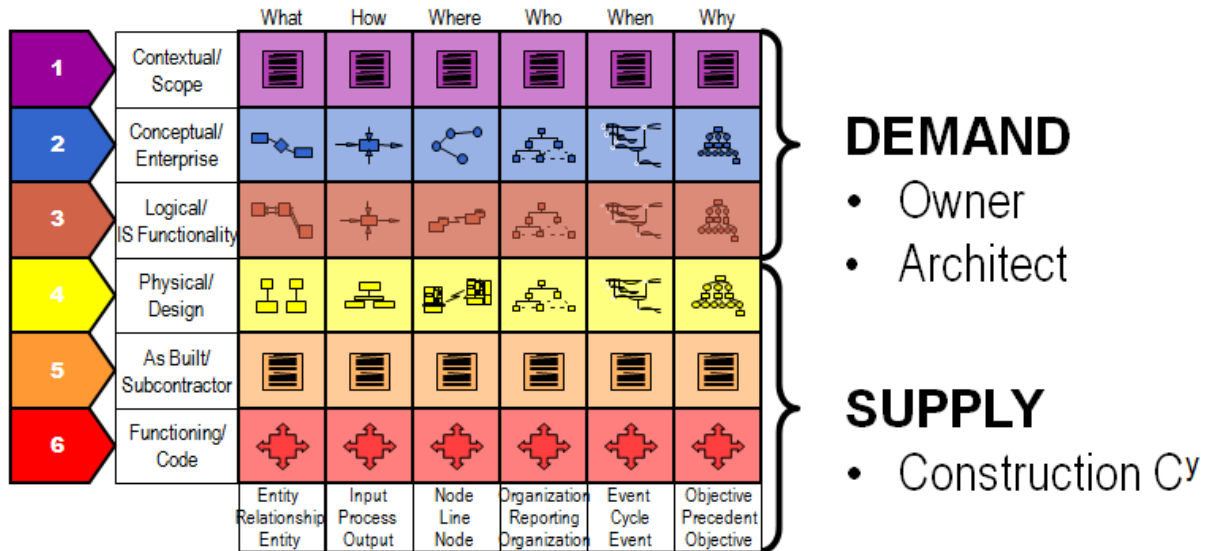 What How Where Who When Why
1
Contextual/
Scope
2
Conceptual/
Enterprise
3
Logical/
IS Functionality
4
Physical/
Design
5
As Built/
Subcontractor
6
Functioning/
Code
Entity Input Node Organization Event Objective
Relationship Process Line Reporting Cycle Precedent
Entity Output Node Organization Event Objective
DEMAND
• Owner
• Architect
SUPPLY
• Construction Cʸ